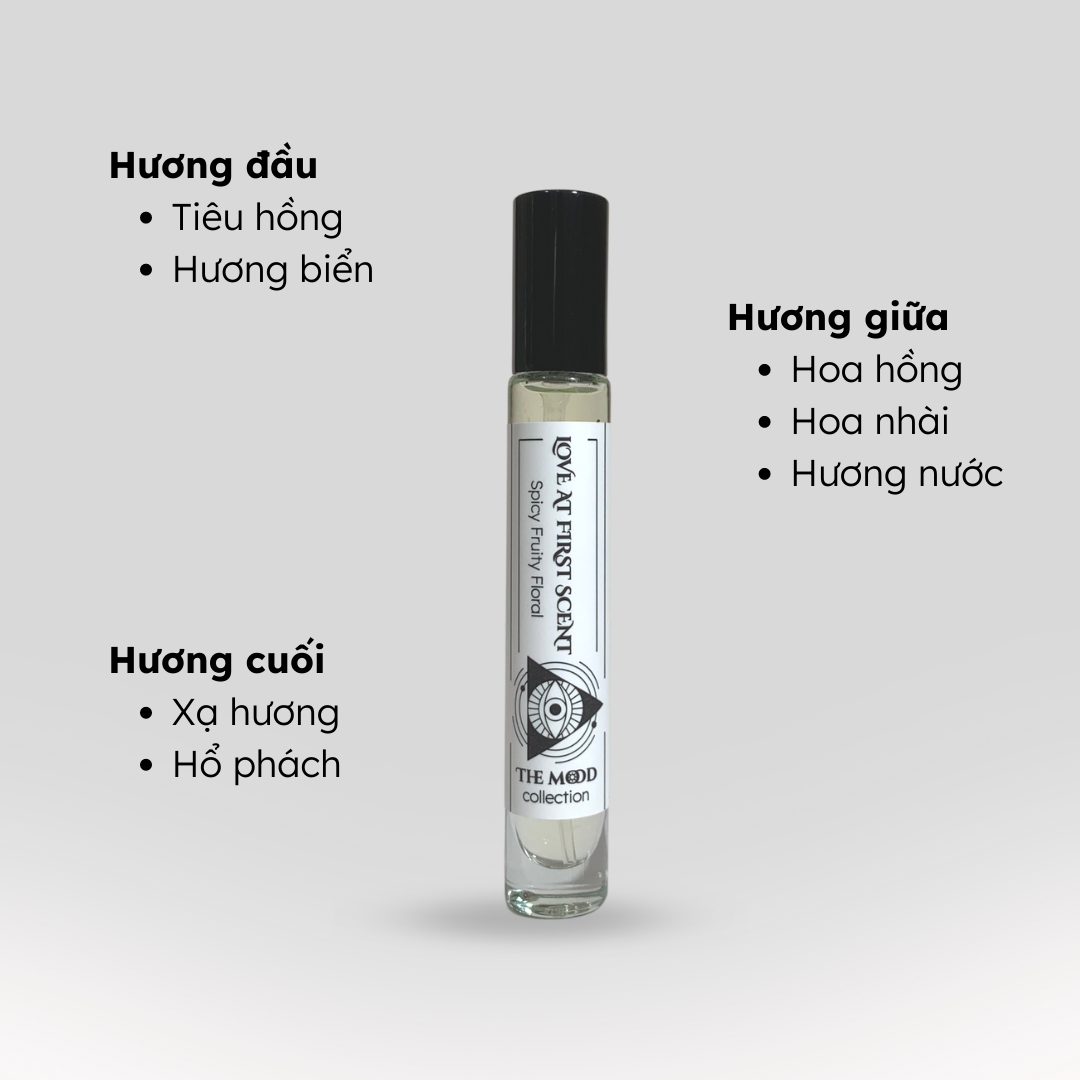 Hương đầu
• Tiêu hồng
• Hương biển
Hương giữa
• Hoa hồng
• Hoa nhài
• Hương nước
LOVE AT FIRST SCENT
Spicy Fruity Floral
THE MOOD
collection
Hương cuối
• Xạ hương
• Hổ phách